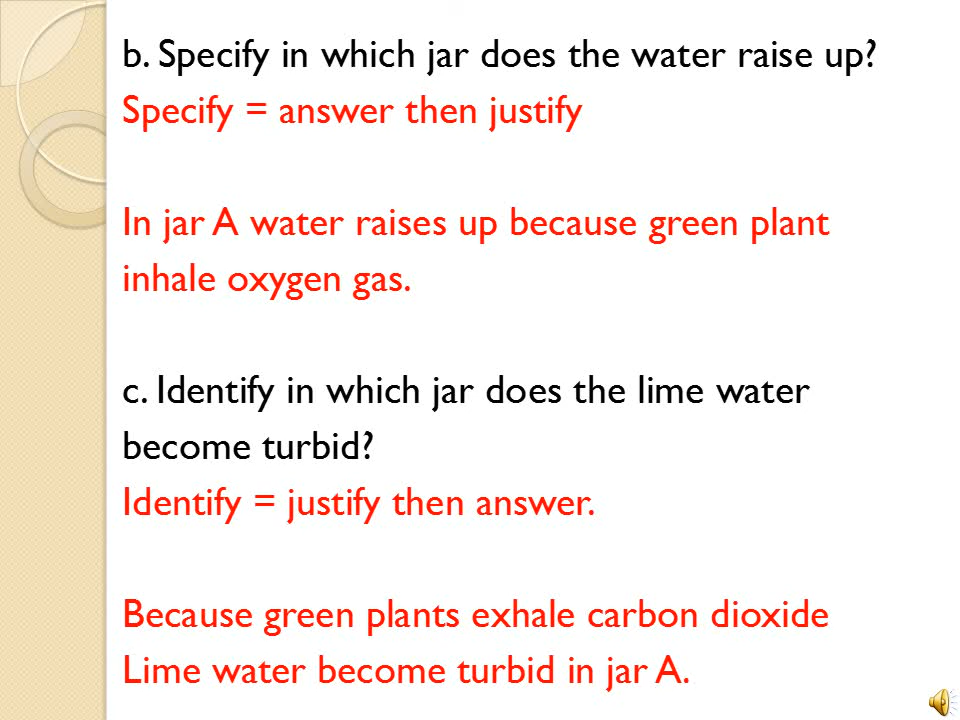 b. Specify in which jar does the water raise up?
Specify = answer then justify
In jar A water raises up because green plant
inhale oxygen gas.
c. Identify in which jar does the lime water
become turbid?
Identify = justify then answer.
Because green plants exhale carbon dioxide
Lime water become turbid in jar A.